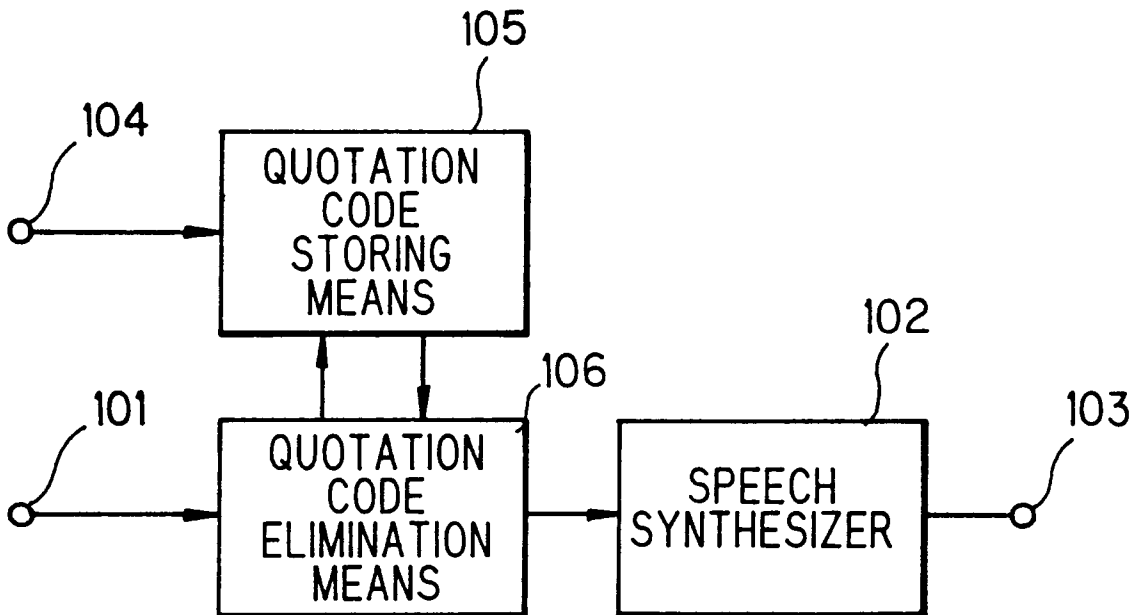 105
104
QUOTATION
CODE
STORING
MEANS
102
106
103
101
QUOTATION
CODE
ELIMINATION
MEANS
SPEECH
SYNTHESIZER